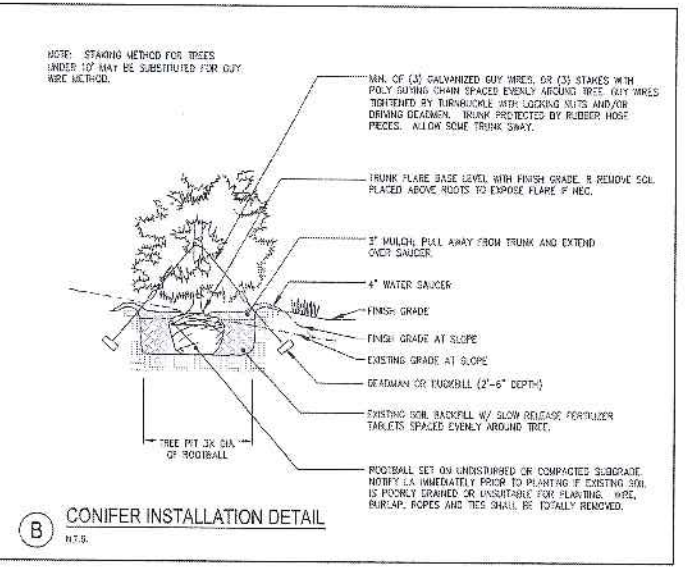 NOTE: STAKING METHOD FOR TREES
UNDER 10' MAY BE SUBSTITUTED FOR GUY
WIRE METHOD.
MIN. OF (3) GALVANIZED GUY WIRES, OR (3) STAKES WITH
POLY GUYING CHAIN SPACED EVENLY AROUND TREE. GUY WIRES
TIGHTENED BY TURNBUCKLE WITH LOCKING NUTS AND/OR
DRIVING DEADMEN. TRUNK PROTECTED BY RUBBER HOSE
PIECES. ALLOW SOME TRUNK SWAY.
TRUNK FLARE BASE LEVEL WITH FINISH GRADE. REMOVE SOIL
PLACED ABOVE ROOTS TO EXPOSE FLARE IF NEC.
3" MULCH; PULL AWAY FROM TRUNK AND EXTEND
OVER SAUCER.
4" WATER SAUCER
FINISH GRADE
FINISH GRADE AT SLOPE
EXISTING GRADE AT SLOPE
DEADMAN OR DUCKBILL (2'-6" DEPTH)
EXISTING SOIL BACKFILL W/ SLOW RELEASE FERTILIZER
TABLETS SPACED EVENLY AROUND TREE.
TREE PIT 3X DIA.
OF ROOTBALL
ROOTBALL SET ON UNDISTURBED OR COMPACTED SUBGRADE.
NOTIFY LA IMMEDIATELY PRIOR TO PLANTING IF EXISTING SOIL
IS POORLY DRAINED OR UNSUITABLE FOR PLANTING. WIRE,
BURLAP, ROPES AND TIES SHALL BE TOTALLY REMOVED.
B CONIFER INSTALLATION DETAIL
N.T.S.